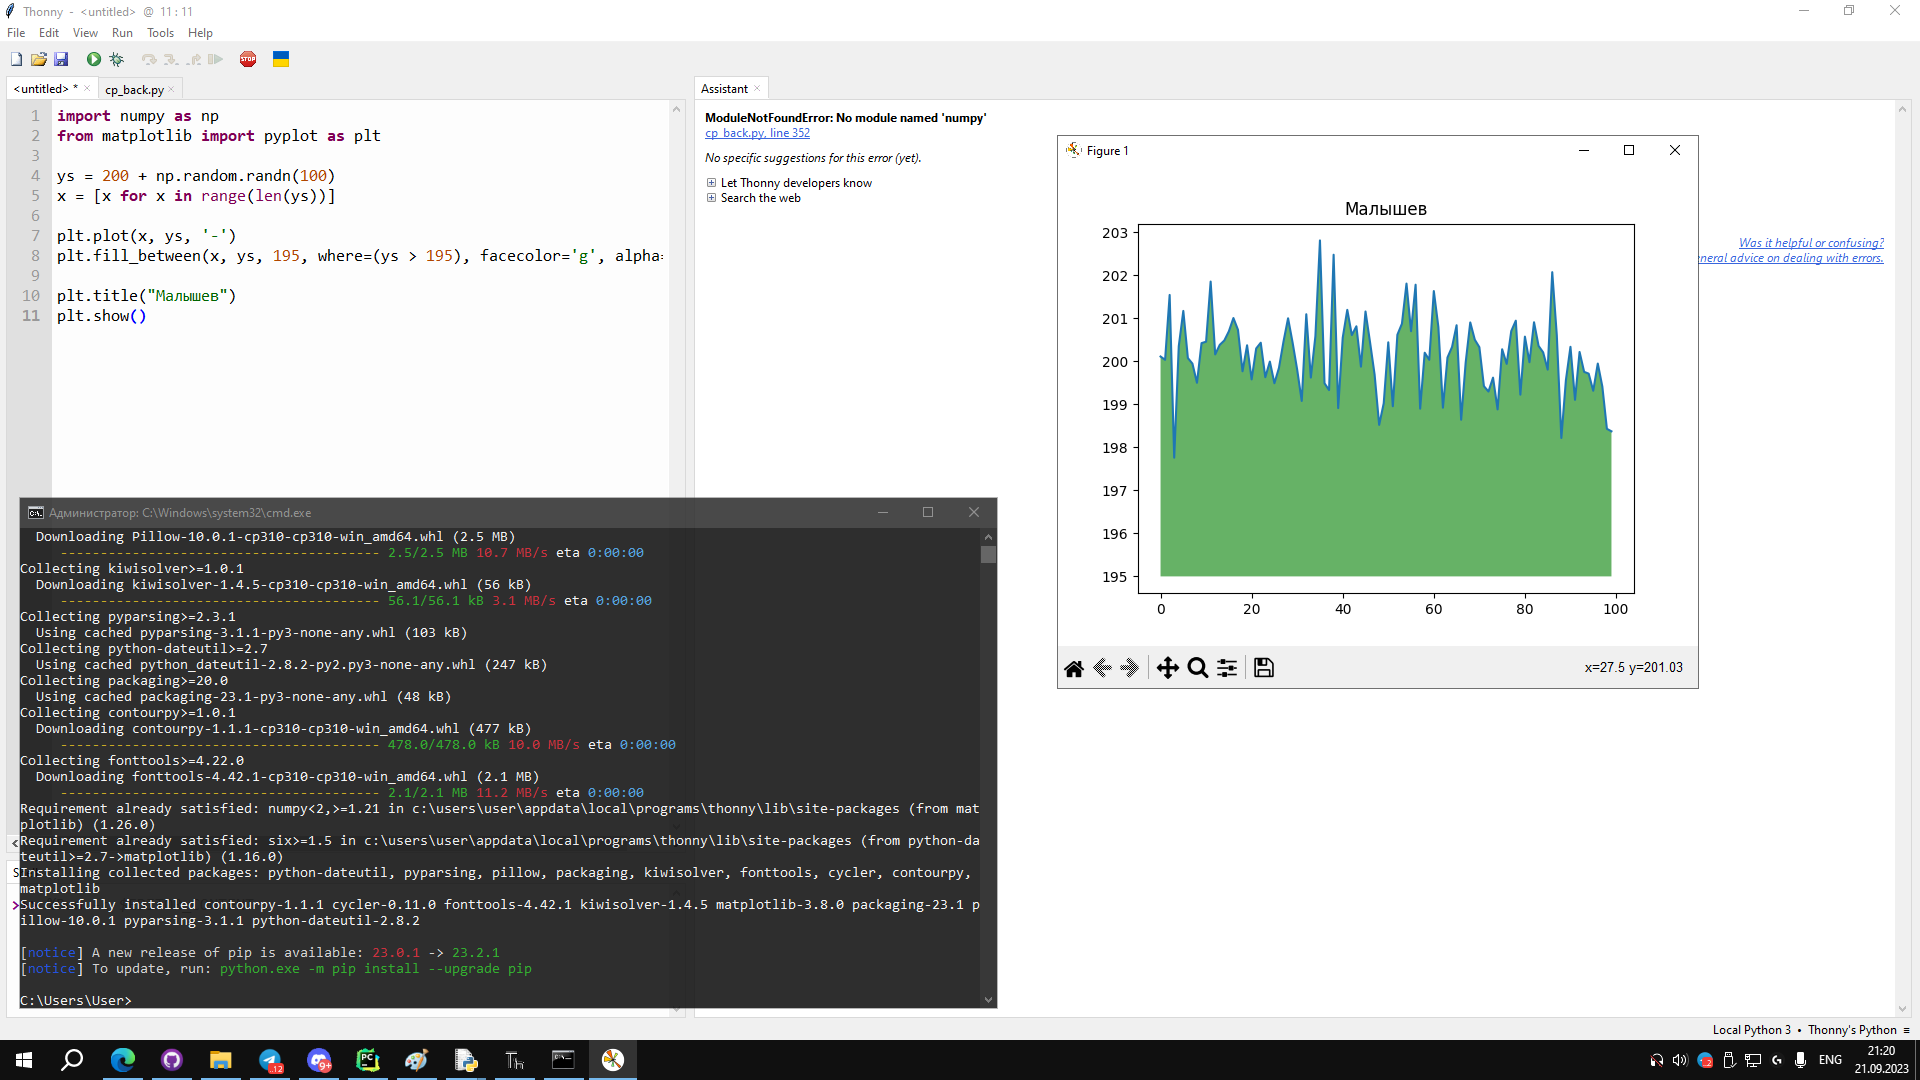 Thonny - <untitled> @ 11 : 11
File Edit View Run Tools Help
STOP
<untitled> *
cp_back.py
1 import numpy as np
2 from matplotlib import pyplot as plt
3
4 ys = 200 + np.random.randn(100)
5 x = [x for x in range(len(ys))]
6
7 plt.plot(x, ys, '-')
8 plt.fill_between(x, ys, 195, where=(ys > 195), facecolor='g', alpha=
9
10 plt.title("Малышев")
11 plt.show()
Assistant
ModuleNotFoundError: No module named 'numpy'
cp_back.py, line 352
No specific suggestions for this error (yet).
Let Thonny developers know
Search the web
Was it helpful or confusing?
neral advice on dealing with errors.
Figure 1
Малышев
203
202
201
200
199
198
197
196
195
0 20 40 60 80 100
x=27.5 y=201.03
Администратор: C:\Windows\system32\cmd.exe
Downloading Pillow-10.0.1-cp310-cp310-win_amd64.whl (2.5 MB)
---------------------------------------- 2.5/2.5 MB 10.7 MB/s eta 0:00:00
Collecting kiwisolver>=1.0.1
Downloading kiwisolver-1.4.5-cp310-cp310-win_amd64.whl (56 kB)
---------------------------------------- 56.1/56.1 kB 3.1 MB/s eta 0:00:00
Collecting pyparsing>=2.3.1
Using cached pyparsing-3.1.1-py3-none-any.whl (103 kB)
Collecting python-dateutil>=2.7
Using cached python_dateutil-2.8.2-py2.py3-none-any.whl (247 kB)
Collecting packaging>=20.0
Using cached packaging-23.1-py3-none-any.whl (48 kB)
Collecting contourpy>=1.0.1
Downloading contourpy-1.1.1-cp310-cp310-win_amd64.whl (477 kB)
---------------------------------------- 478.0/478.0 kB 10.0 MB/s eta 0:00:00
Collecting fonttools>=4.22.0
Downloading fonttools-4.42.1-cp310-cp310-win_amd64.whl (2.1 MB)
---------------------------------------- 2.1/2.1 MB 11.2 MB/s eta 0:00:00
Requirement already satisfied: numpy<2,>=1.21 in c:\users\user\appdata\local\programs\thonny\lib\site-packages (from mat
plotlib) (1.26.0)
Requirement already satisfied: six>=1.5 in c:\users\user\appdata\local\programs\thonny\lib\site-packages (from python-da
teutil>=2.7->matplotlib) (1.16.0)
Installing collected packages: python-dateutil, pyparsing, pillow, packaging, kiwisolver, fonttools, cycler, contourpy,
matplotlib
Successfully installed contourpy-1.1.1 cycler-0.11.0 fonttools-4.42.1 kiwisolver-1.4.5 matplotlib-3.8.0 packaging-23.1 p
illow-10.0.1 pyparsing-3.1.1 python-dateutil-2.8.2
[notice] A new release of pip is available: 23.0.1 -> 23.2.1
[notice] To update, run: python.exe -m pip install --upgrade pip
C:\Users\User>
Local Python 3 • Thonny's Python ≡
12
9+
PC
Th
ENG
21:20
21.09.2023